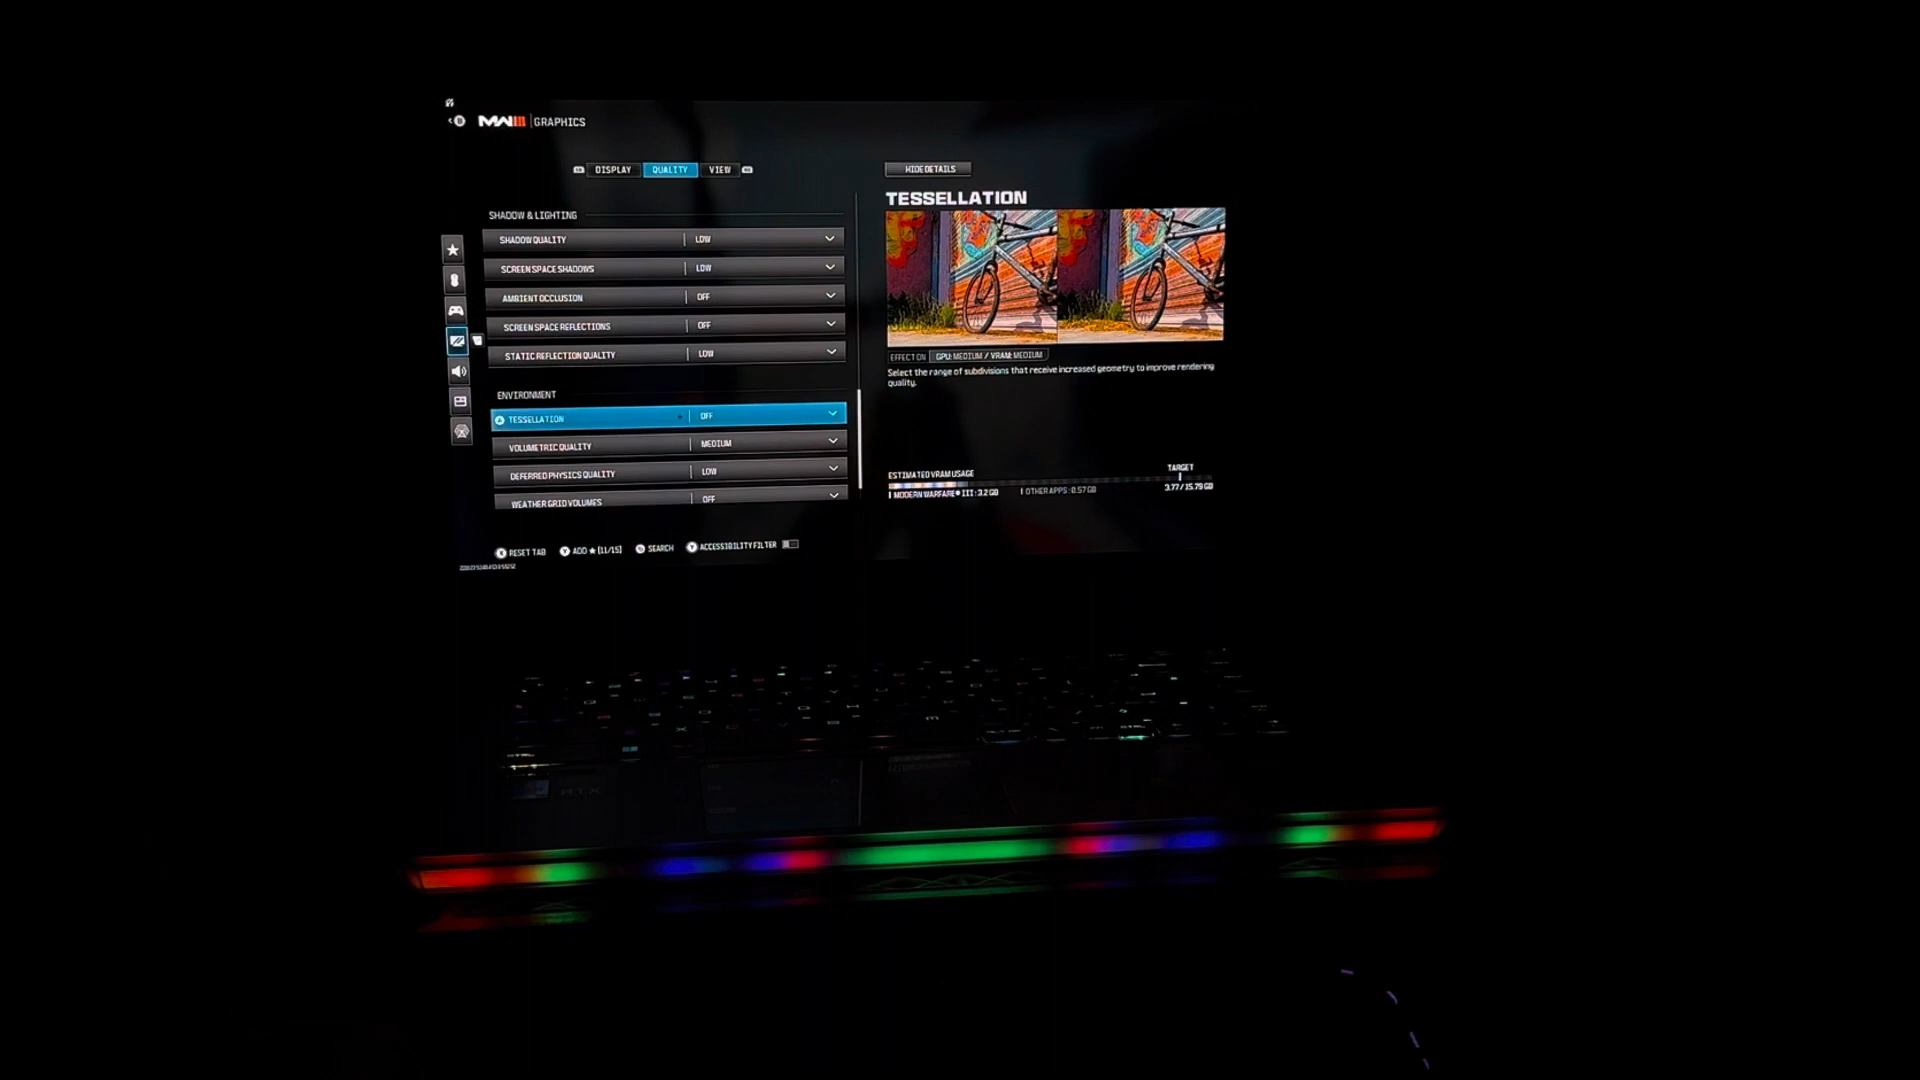 MWIII | GRAPHICS
DISPLAY
QUALITY
VIEW
SHADOW & LIGHTING
SHADOW QUALITY LOW
SCREEN SPACE SHADOWS LOW
AMBIENT OCCLUSION OFF
SCREEN SPACE REFLECTIONS OFF
STATIC REFLECTION QUALITY LOW
ENVIRONMENT
TESSELLATION OFF
VOLUMETRIC QUALITY MEDIUM
DEFERRED PHYSICS QUALITY LOW
WEATHER GRID VOLUMES OFF
RESET TAB
ADD ★ (11/15)
SEARCH
ACCESSIBILITY FILTER
HIDE DETAILS
TESSELLATION
EFFECT ON GPU: MEDIUM / VRAM: MEDIUM
Select the range of subdivisions that receive increased geometry to improve rendering
quality.
ESTIMATED VRAM USAGE
TARGET
MODERN WARFARE® III : 3.2 GB
OTHER APPS : 0.57 GB
3.77 / 15.79 GB
RTX